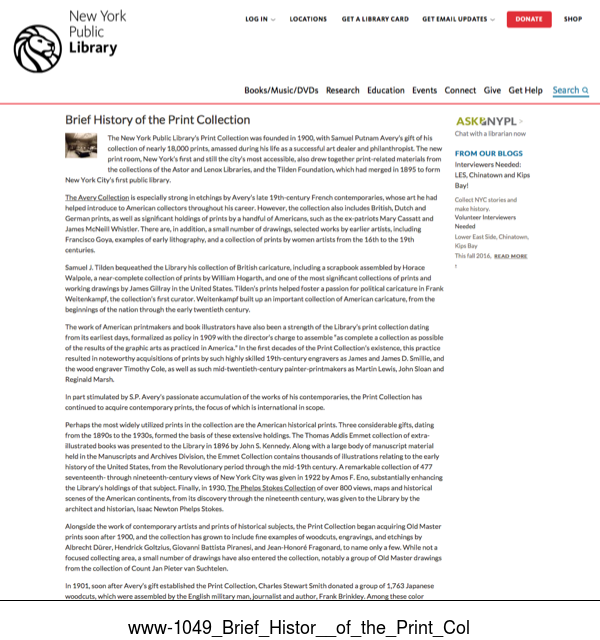 New York
Public
Library
LOG IN LOCATIONS GET A LIBRARY CARD GET EMAIL UPDATES DONATE SHOP
Books/Music/DVDs Research Education Events Connect Give Get Help Search
Brief History of the Print Collection
The New York Public Library's Print Collection was founded in 1900, with Samuel Putnam Avery's gift of his
collection of nearly 18,000 prints, amassed during his life as a successful art dealer and philanthropist. The new
print room, New York's first and still the city's most accessible, also drew together print-related materials from
the collections of the Astor and Lenox Libraries, and the Tilden Foundation, which had merged in 1895 to form
New York City's first public library.
The Avery Collection is especially strong in etchings by Avery's late 19th-century French contemporaries, whose art he had
helped introduce to American collectors throughout his career. However, the collection also includes British, Dutch and
German prints, as well as significant holdings of prints by a handful of Americans, such as the ex-patriots Mary Cassatt and
James McNeill Whistler. There are, in addition, a small number of drawings, selected works by earlier artists, including
Francisco Goya, examples of early lithography, and a collection of prints by women artists from the 16th to the 19th
centuries.
Samuel J. Tilden bequeathed the Library his collection of British caricature, including a scrapbook assembled by Horace
Walpole, a near-complete collection of prints by William Hogarth, and one of the most significant collections of prints and
working drawings by James Gillray in the United States. Tilden's prints helped foster a passion for political caricature in Frank
Weitenkampf, the collection's first curator. Weitenkampf built up an important collection of American caricature, from the
beginnings of the nation through the early twentieth century.
The work of American printmakers and book illustrators have also been a strength of the Library's print collection dating
from its earliest days, formalized as policy in 1909 with the director's charge to assemble "as complete a collection as possible
of the results of the graphic arts as practiced in America." In the first decades of the Print Collection's existence, this practice
resulted in noteworthy acquisitions of prints by such highly skilled 19th-century engravers as James and James D. Smillie, and
the wood engraver Timothy Cole, as well as such mid-twentieth-century painter-printmakers as Martin Lewis, John Sloan and
Reginald Marsh.
In part stimulated by S.P. Avery's passionate accumulation of the works of his contemporaries, the Print Collection has
continued to acquire contemporary prints, the focus of which is international in scope.
Perhaps the most widely utilized prints in the collection are the American historical prints. Three considerable gifts, dating
from the 1890s to the 1930s, formed the basis of these extensive holdings. The Thomas Addis Emmet collection of extra-
illustrated books was presented to the Library in 1896 by John S. Kennedy. Along with a large body of manuscript material
held in the Manuscripts and Archives Division, the Emmet Collection contains thousands of illustrations relating to the early
history of the United States, from the Revolutionary period through the mid-19th century. A remarkable collection of 477
seventeenth- through nineteenth-century views of New York City was given in 1922 by Amos F. Eno, substantially enhancing
the Library's holdings of that subject. Finally, in 1930, The Phelps Stokes Collection of over 800 views, maps and historical
scenes of the American continents, from its discovery through the nineteenth century, was given to the Library by the
architect and historian, Isaac Newton Phelps Stokes.
Alongside the work of contemporary artists and prints of historical subjects, the Print Collection began acquiring Old Master
prints soon after 1900, and the collection has grown to include fine examples of woodcuts, engravings, and etchings by
Albrecht Dürer, Hendrick Goltzius, Giovanni Battista Piranesi, and Jean-Honoré Fragonard, to name only a few. While not a
focused collecting area, a small number of drawings have also entered the collection, notably a group of Old Master drawings
from the collection of Count Jan Pieter van Suchtelen.
In 1901, soon after Avery's gift established the Print Collection, Charles Stewart Smith donated a group of 1,763 Japanese
woodcuts, which were assembled by the English military man, journalist and author, Frank Brinkley. Among these color
ASK NYPL >
Chat with a librarian now
FROM OUR BLOGS
Interviewers Needed:
LES, Chinatown and Kips
Bay!
Collect NYC stories and
make history.
Volunteer Interviewers
Needed
Lower East Side, Chinatown,
Kips Bay
This fall 2016, READ MORE
www-1049_Brief_Histor__of_the_Print_Col